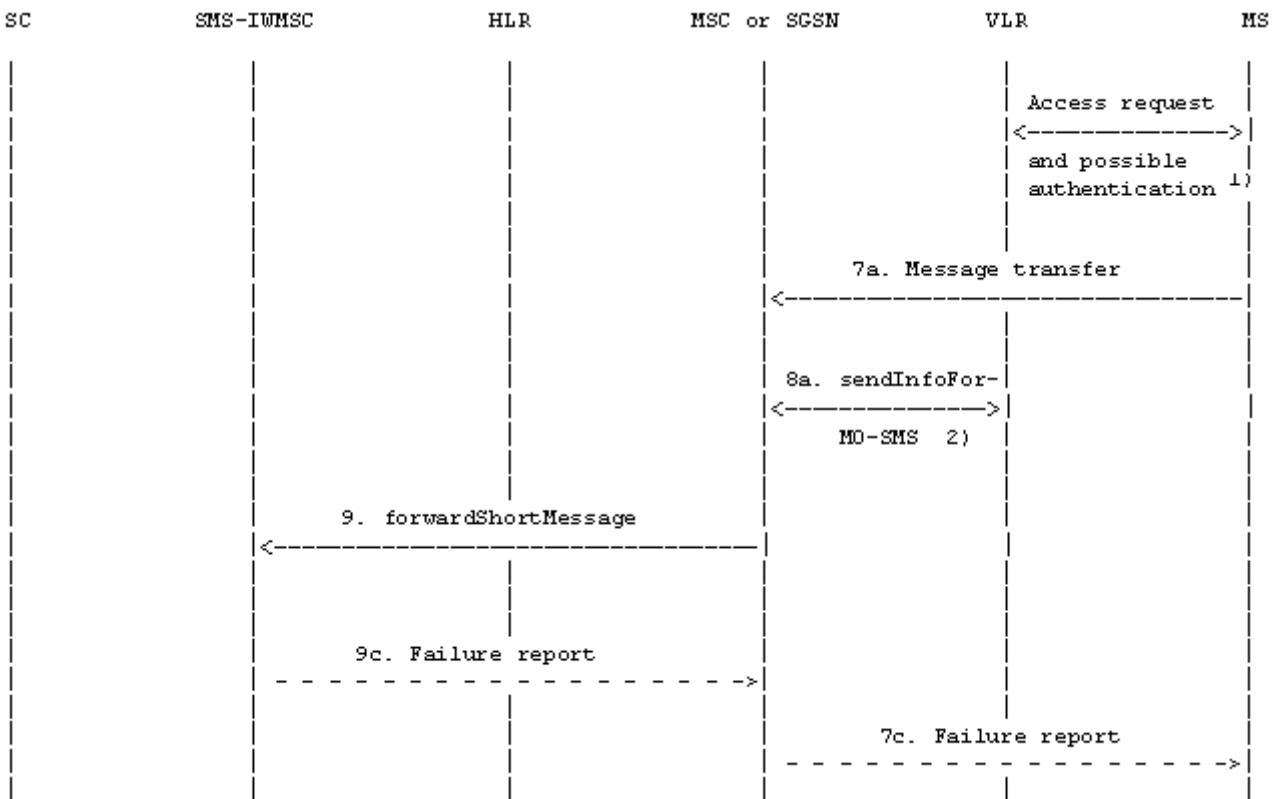 SC SMS-IWMSC HLR MSC or SGSN VLR MS
Access request
and possible
authentication 1)
7a. Message transfer
8a. sendInfoFor-
MO-SMS 2)
9. forwardShortMessage
9c. Failure report
7c. Failure report